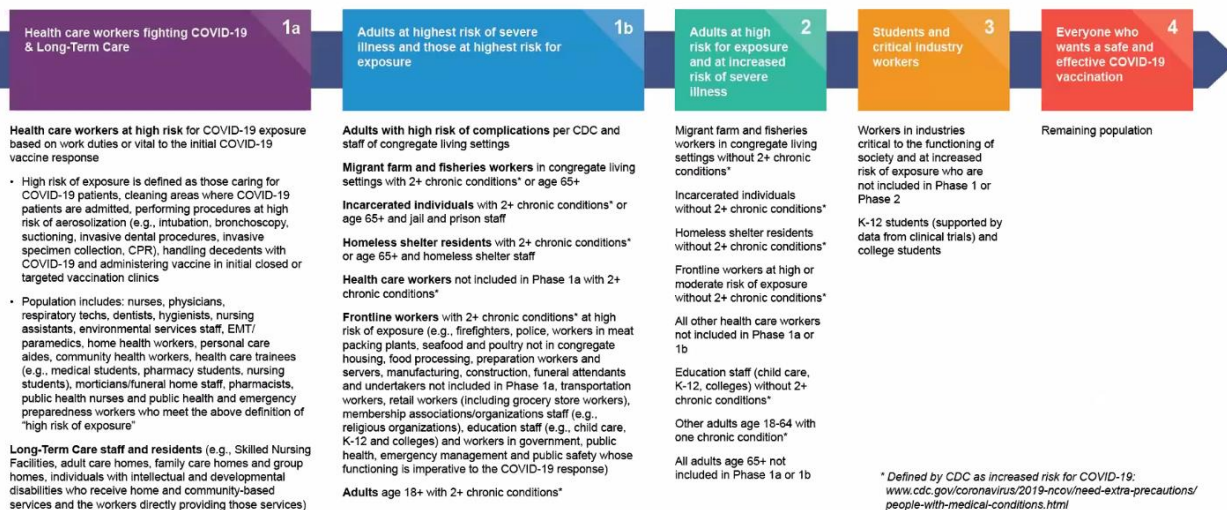 Health care workers fighting COVID-19
& Long-Term Care
1a
Health care workers at high risk for COVID-19 exposure
based on work duties or vital to the initial COVID-19
vaccine response
• High risk of exposure is defined as those caring for
COVID-19 patients, cleaning areas where COVID-19
patients are admitted, performing procedures at high
risk of aerosolization (e.g., intubation, bronchoscopy,
suctioning, invasive dental procedures, invasive
specimen collection, CPR), handling decedents with
COVID-19 and administering vaccine in initial closed or
targeted vaccination clinics
• Population includes: nurses, physicians,
respiratory techs, dentists, hygienists, nursing
assistants, environmental services staff, EMT/
paramedics, home health workers, personal care
aides, community health workers, health care trainees
(e.g., medical students, pharmacy students, nursing
students), morticians/funeral home staff, pharmacists,
public health nurses and public health and emergency
preparedness workers who meet the above definition of
"high risk of exposure"
Long-Term Care staff and residents (e.g., Skilled Nursing
Facilities, adult care homes, family care homes and group
homes, individuals with intellectual and developmental
disabilities who receive home and community-based
services and the workers directly providing those services)
Adults at highest risk of severe
illness and those at highest risk for
exposure
1b
Adults with high risk of complications per CDC and
staff of congregate living settings
Migrant farm and fisheries workers in congregate living
settings with 2+ chronic conditions* or age 65+
Incarcerated individuals with 2+ chronic conditions* or
age 65+ and jail and prison staff
Homeless shelter residents with 2+ chronic conditions*
or age 65+ and homeless shelter staff
Health care workers not included in Phase 1a with 2+
chronic conditions*
Frontline workers with 2+ chronic conditions* at high
risk of exposure (e.g., firefighters, police, workers in meat
packing plants, seafood and poultry not in congregate
housing, food processing, preparation workers and
servers, manufacturing, construction, funeral attendants
and undertakers not included in Phase 1a, transportation
workers, retail workers (including grocery store workers),
membership associations/organizations staff (e.g.,
religious organizations), education staff (e.g., child care,
K-12 and colleges) and workers in government, public
health, emergency management and public safety whose
functioning is imperative to the COVID-19 response)
Adults age 18+ with 2+ chronic conditions*
Adults at high
risk for exposure
and at increased
risk of severe
illness
2
Migrant farm and fisheries
workers in congregate living
settings without 2+ chronic
conditions*
Incarcerated individuals
without 2+ chronic conditions*
Homeless shelter residents
without 2+ chronic conditions*
Frontline workers at high or
moderate risk of exposure
without 2+ chronic conditions*
All other health care workers
not included in Phase 1a or
1b
Education staff (child care,
K-12, colleges) without 2+
chronic conditions*
Other adults age 18-64 with
one chronic condition*
All adults age 65+ not
included in Phase 1a or 1b
Students and
critical industry
workers
3
Workers in industries
critical to the functioning of
society and at increased
risk of exposure who are
not included in Phase 1 or
Phase 2
K-12 students (supported by
data from clinical trials) and
college students
Everyone who
wants a safe and
effective COVID-19
vaccination
4
Remaining population
* Defined by CDC as increased risk for COVID-19:
www.cdc.gov/coronavirus/2019-ncov/need-extra-precautions/
people-with-medical-conditions.html